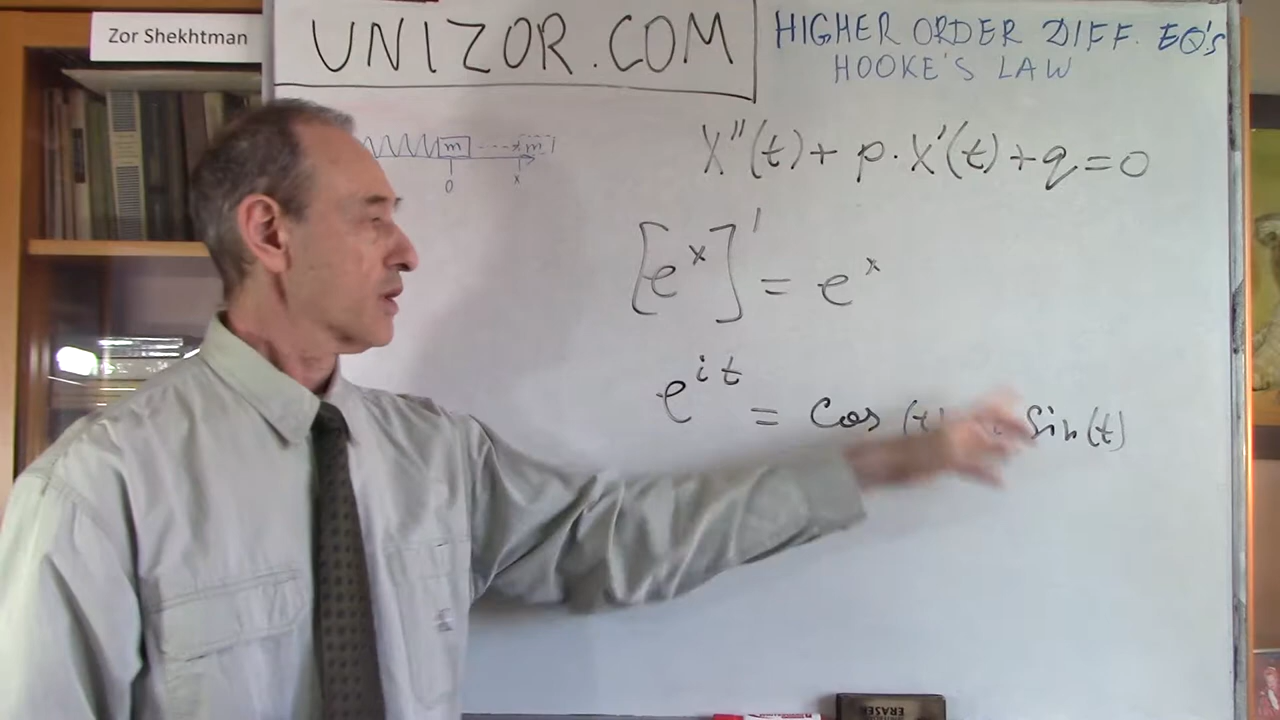 Zor Shekhtman
UNIZOR.COM
HIGHER ORDER DIFF. EQ'S
HOOKE'S LAW
m m
0 x
X''(t) + p · X'(t) + q = 0
[e^x]' = e^x
e^{it} = Cos (t) Sin(t)
ERASER